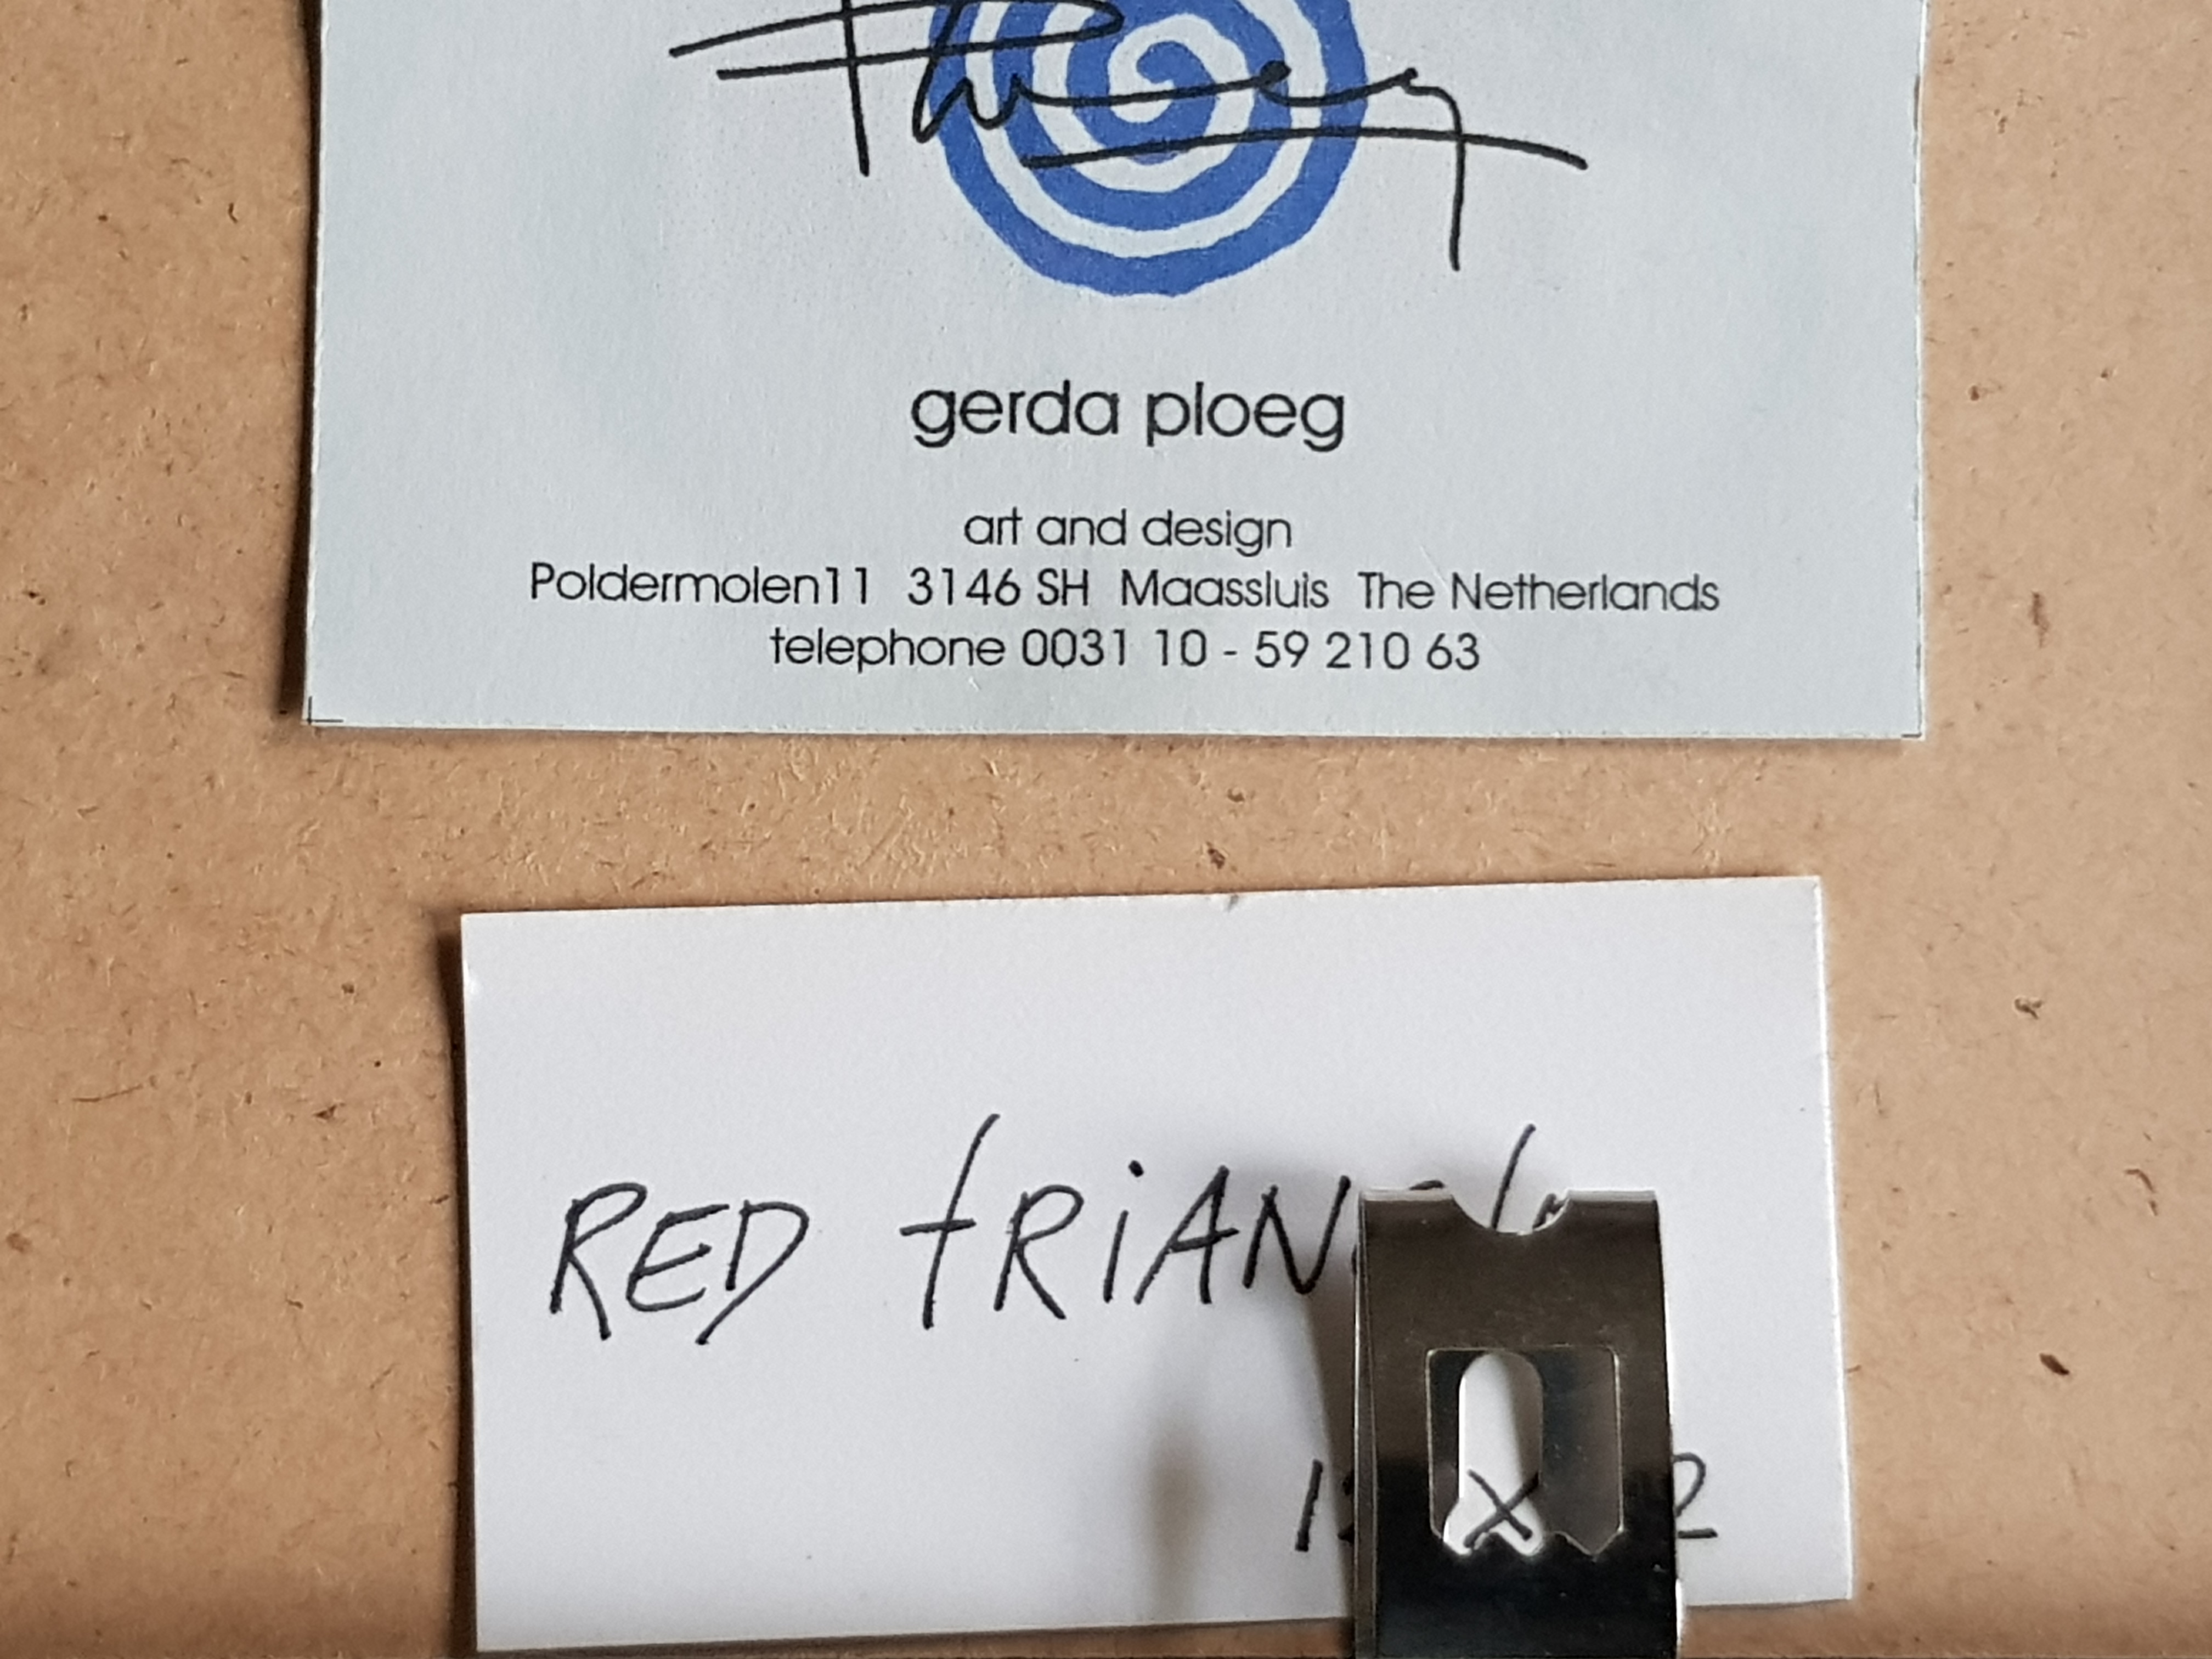 gerda ploeg
art and design
Poldermolen11 3146 SH Maassluis The Netherlands
telephone 0031 10 - 59 210 63
RED
X